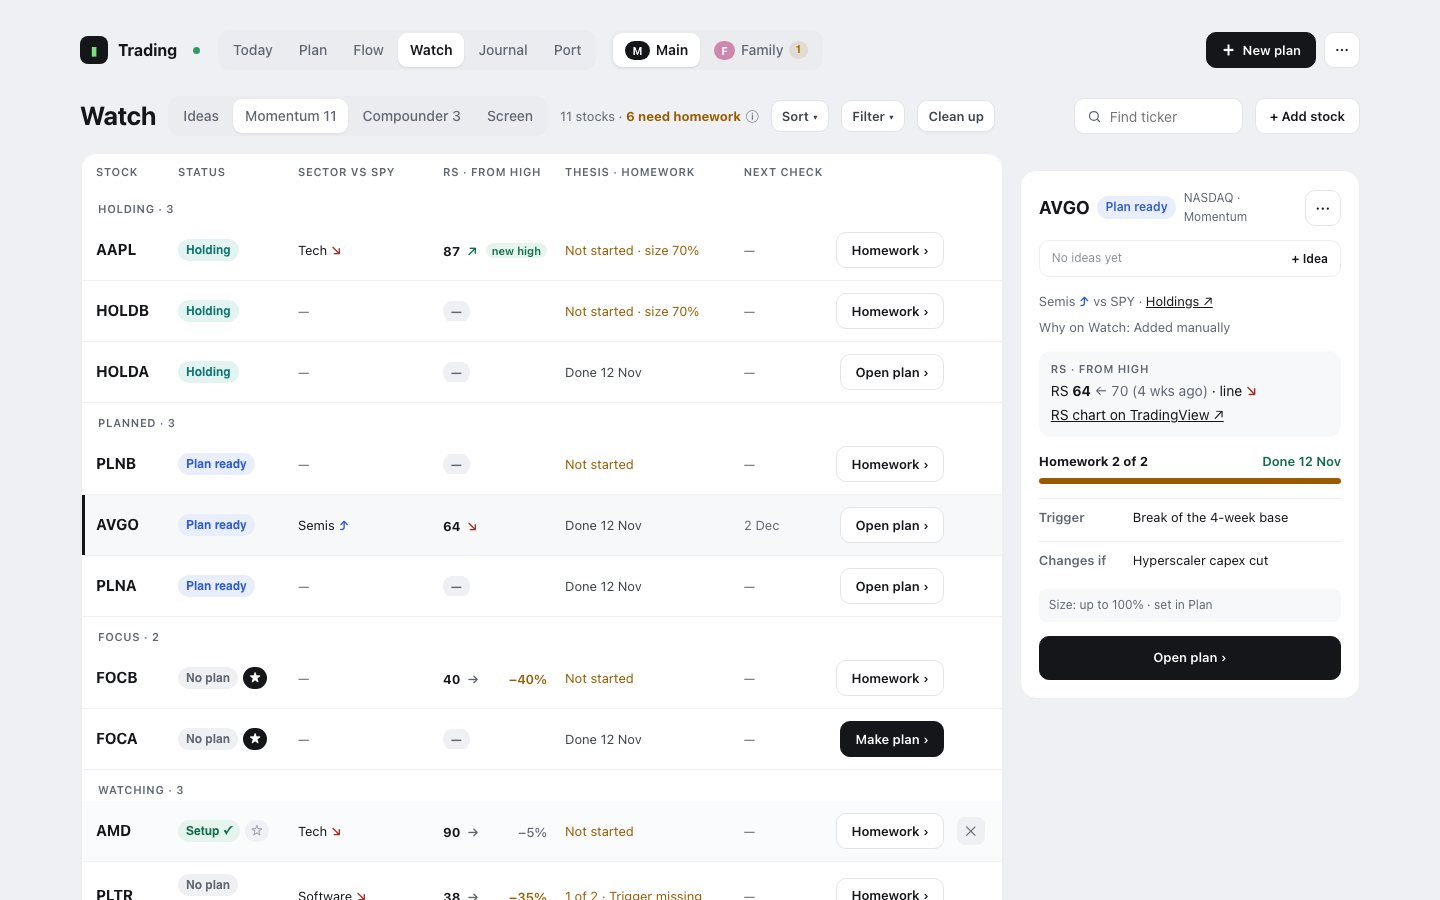 Trading
Today Plan Flow Watch Journal Port
M Main F Family 1
+ New plan
Watch
Ideas Momentum 11 Compounder 3 Screen
11 stocks · 6 need homework ⓘ
Sort ▾ Filter ▾ Clean up
Find ticker
+ Add stock
STOCK STATUS SECTOR VS SPY RS · FROM HIGH THESIS · HOMEWORK NEXT CHECK
HOLDING · 3
AAPL Holding Tech ↘ 87 ↗ new high Not started · size 70% — Homework ›
HOLDB Holding — — Not started · size 70% — Homework ›
HOLDA Holding — — Done 12 Nov — Open plan ›
PLANNED · 3
PLNB Plan ready — — Not started — Homework ›
AVGO Plan ready Semis ⤴ 64 ↘ Done 12 Nov 2 Dec Open plan ›
PLNA Plan ready — — Done 12 Nov — Open plan ›
FOCUS · 2
FOCB No plan ★ — 40 → −40% Not started — Homework ›
FOCA No plan ★ — — Done 12 Nov — Make plan ›
WATCHING · 3
AMD Setup ✓ ☆ Tech ↘ 90 → −5% Not started — Homework › ×
PLTR No plan Software ↘ 38 → −35% 1 of 2 · Trigger missing — Homework ›
AVGO Plan ready NASDAQ ·
Momentum
No ideas yet + Idea
Semis ⤴ vs SPY · Holdings ↗
Why on Watch: Added manually
RS · FROM HIGH
RS 64 ← 70 (4 wks ago) · line ↘
RS chart on TradingView ↗
Homework 2 of 2 Done 12 Nov
Trigger Break of the 4-week base
Changes if Hyperscaler capex cut
Size: up to 100% · set in Plan
Open plan ›